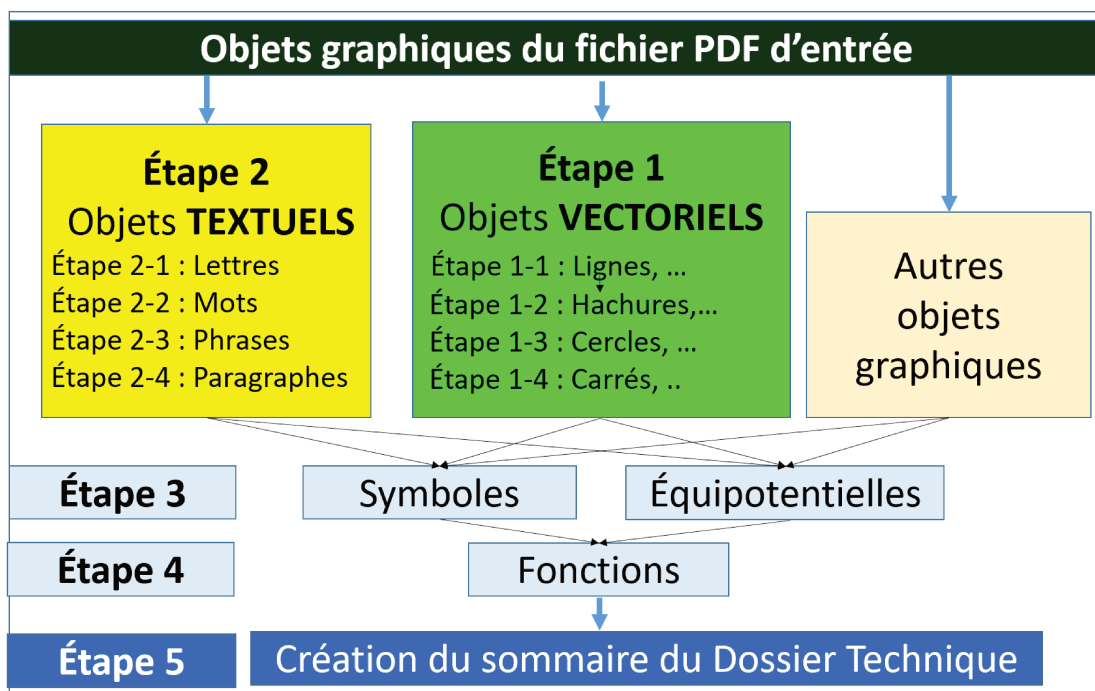 Objets graphiques du fichier PDF d’entrée
Étape 2
Objets TEXTUELS
Étape 2-1 : Lettres
Étape 2-2 : Mots
Étape 2-3 : Phrases
Étape 2-4 : Paragraphes
Étape 1
Objets VECTORIELS
Étape 1-1 : Lignes, …
Étape 1-2 : Hachures,…
Étape 1-3 : Cercles, …
Étape 1-4 : Carrés, ..
Autres
objets
graphiques
Étape 3
Symboles
Équipotentielles
Étape 4
Fonctions
Étape 5
Création du sommaire du Dossier Technique